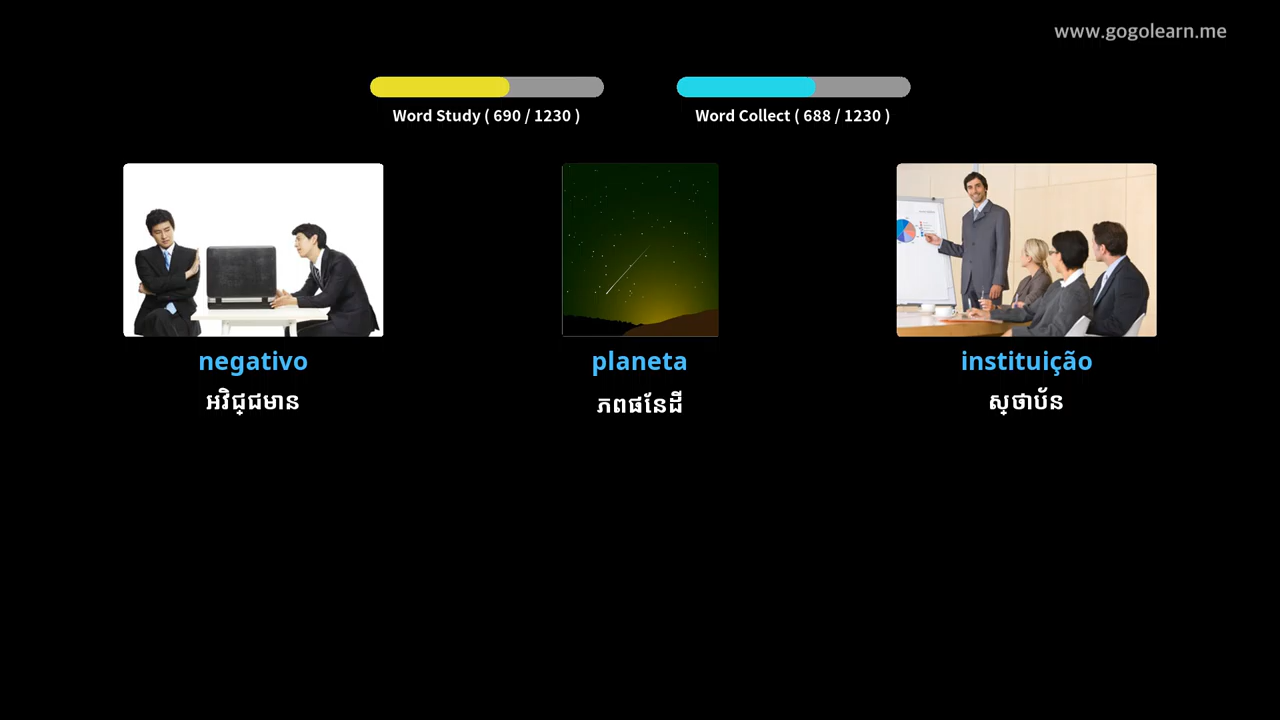 www.gogolearn.me
Word Study ( 690 / 1230 )
Word Collect ( 688 / 1230 )
negativo
planeta
instituição
អវិជ្ជមាន
ភពផែនដី
ស្ថាប័ន